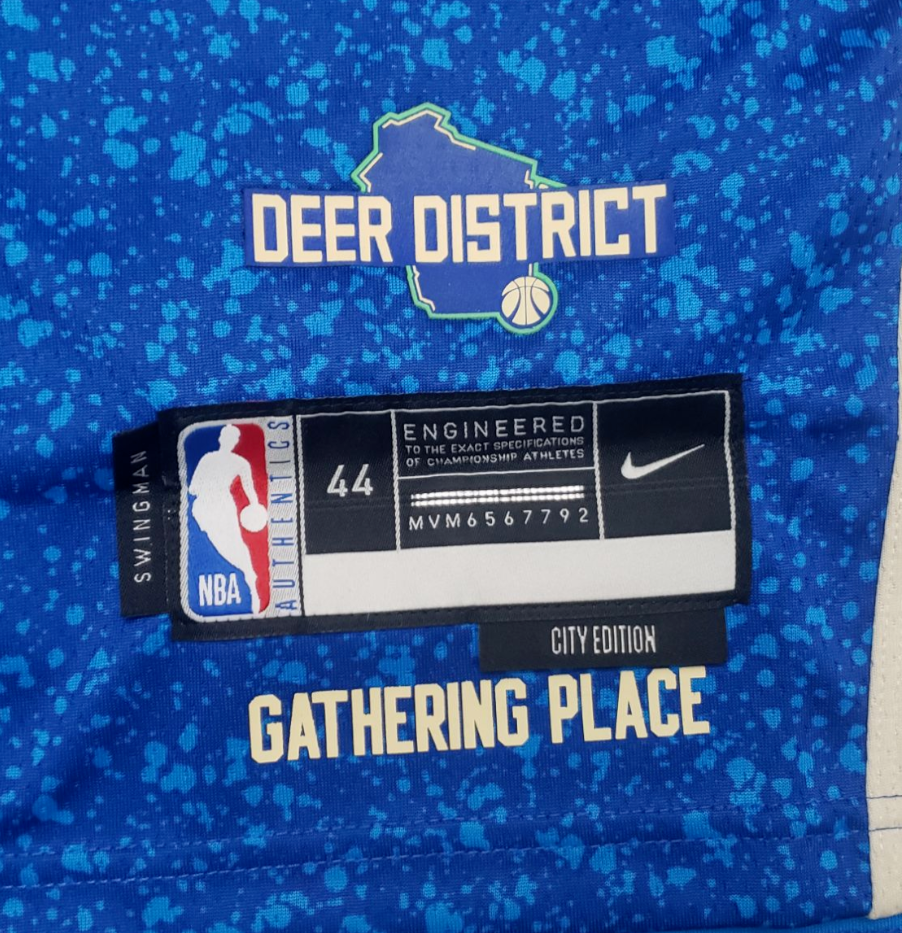 DEER DISTRICT
SWINGMAN
NBA
AUTHENTICS
44
ENGINEERED
TO THE EXACT SPECIFICATIONS
OF CHAMPIONSHIP ATHLETES
MVM6567792
CITY EDITION
GATHERING PLACE